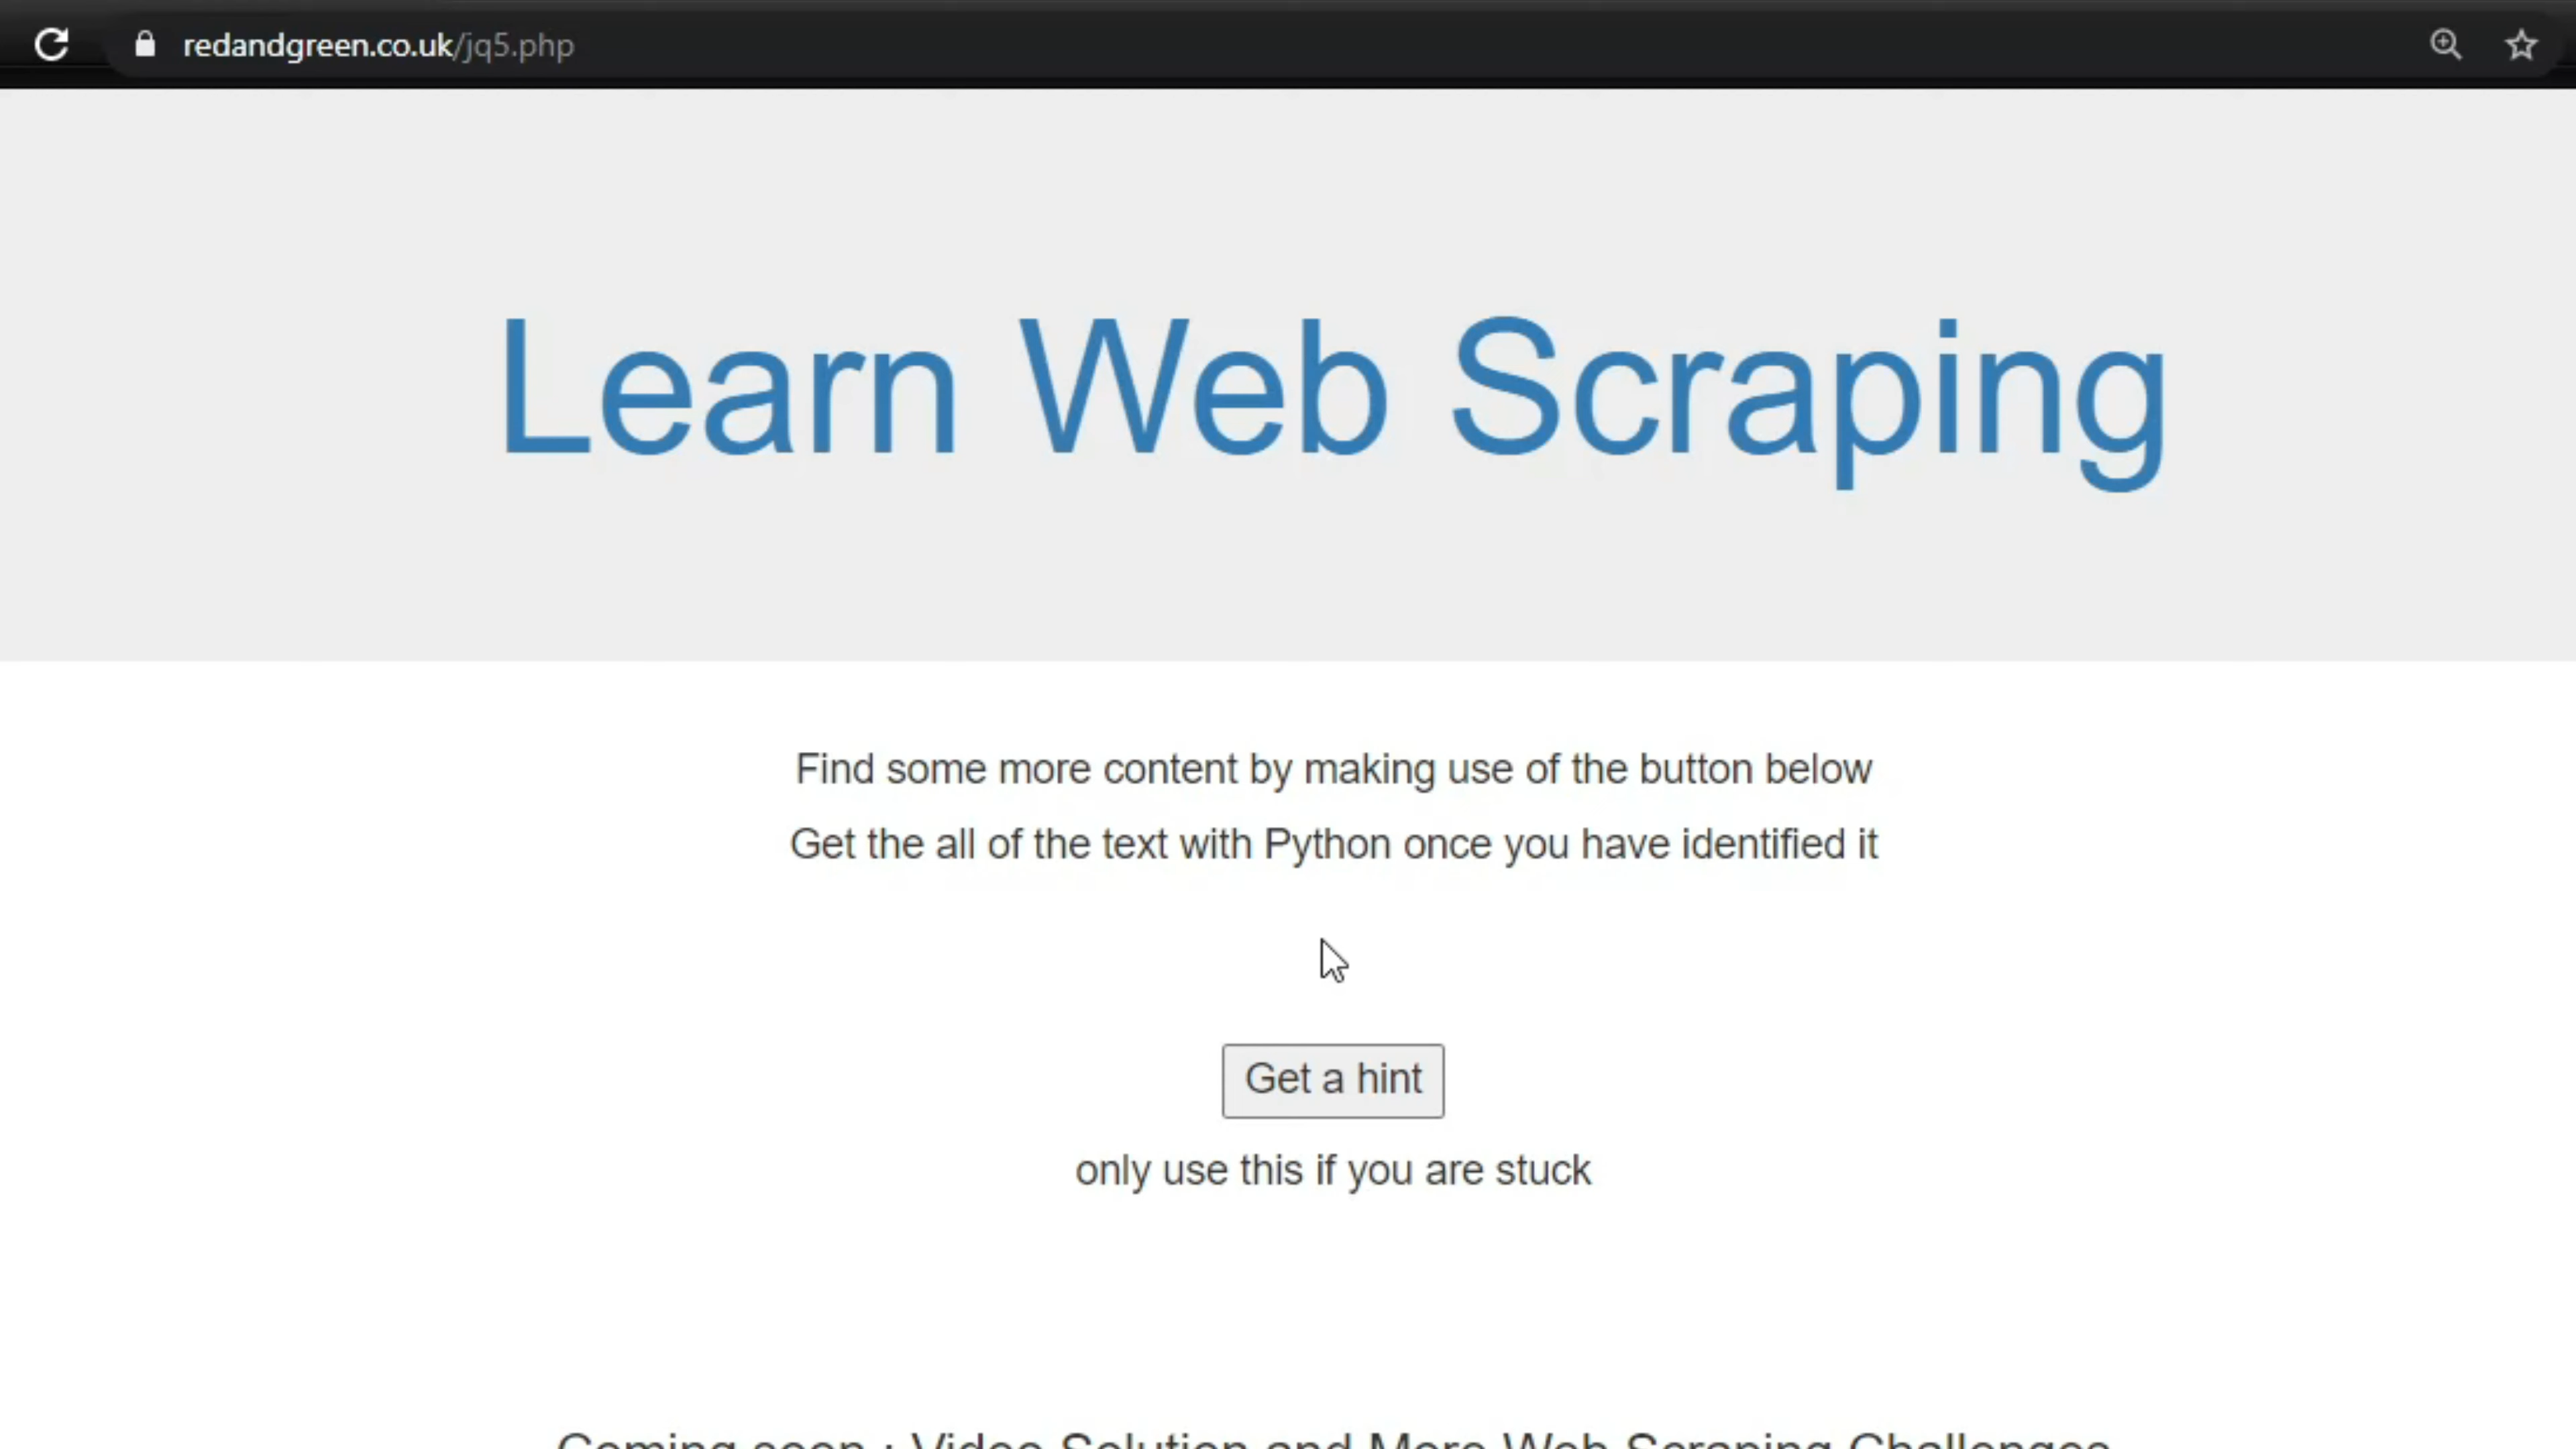 redandgreen.co.uk/jq5.php
Learn Web Scraping
Find some more content by making use of the button below
Get the all of the text with Python once you have identified it
Get a hint
only use this if you are stuck
Coming soon : Video Solution and More Web Scraping Challenges